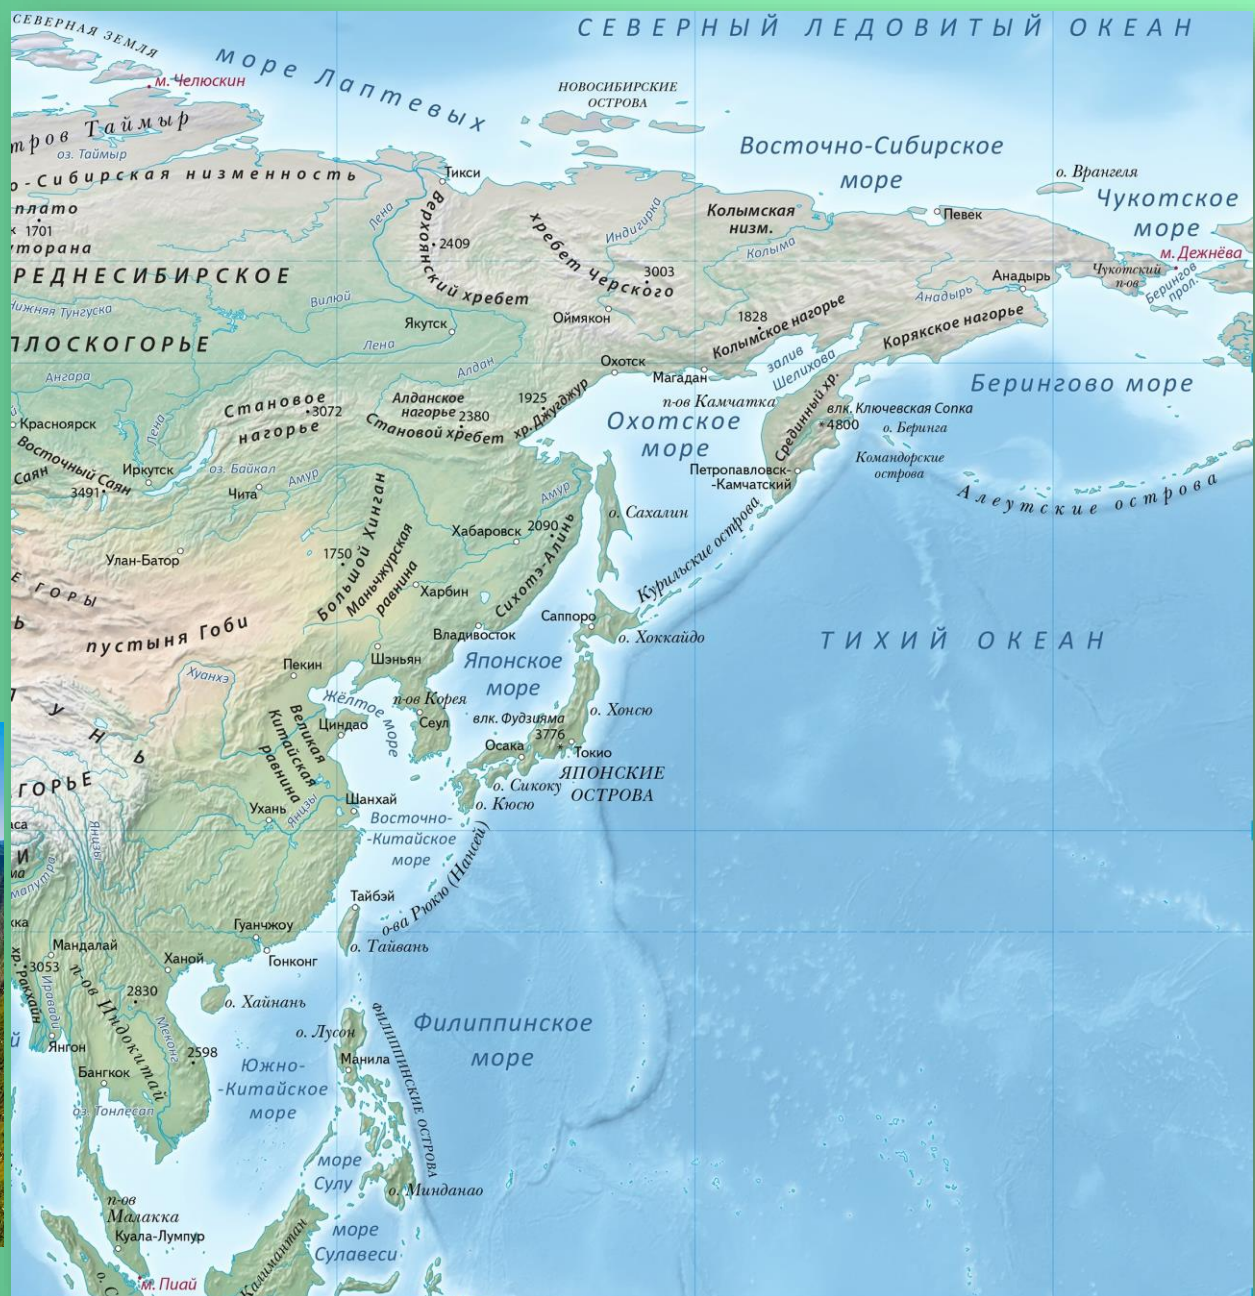 СЕВЕРНЫЙ ЛЕДОВИТЫЙ ОКЕАН
СЕВЕРНАЯ ЗЕМЛЯ
море Лаптевых
м. Челюскин
НОВОСИБИРСКИЕ
ОСТРОВА
тров Таймыр
оз. Таймыр
Восточно-Сибирское
море
о. Врангеля
Чукотское
море
о-Сибирская низменность
Тикси
Лена
Верхоянский хребет
2409
хребет Черского
3003
Индигирка
Колымская
низм.
Колыма
Певек
м. Дежнёва
Чукотский
п-ов
Берингов
прол.
плато
1701
уторана
РЕДНЕСИБИРСКОЕ
ПЛОСКОГОРЬЕ
Нижняя Тунгуска
Вилюй
Якутск
Лена
Оймякон
1828
Колымское нагорье
Анадырь
Анадырь
Корякское нагорье
Ангара
Алдан
Охотск
Магадан
залив
Шелихова
Берингово море
Становое
нагорье
3072
Алданское
нагорье
2380
Становой хребет
1925
хр. Джугджур
п-ов Камчатка
Охотское
море
Срединный хр.
влк. Ключевская Сопка
4800
о. Беринга
Командорские
острова
Алеутские острова
Красноярск
Лена
Восточный Саян
Саян
3491
Иркутск
оз. Байкал
Чита
Амур
Амур
Петропавловск-
-Камчатский
о. Сахалин
Курильские острова
Улан-Батор
1750
Большой Хинган
Маньчжурская
равнина
Хабаровск
2090
Сихотэ-Алинь
Харбин
Е ГОРЫ
Ь
пустыня Гоби
Владивосток
Саппоро
о. Хоккайдо
ТИХИЙ ОКЕАН
Пекин
Шэньян
Японское
море
Хуанхэ
Жёлтое море
п-ов Корея
Сеул
влк. Фудзияма
3776
о. Хонсю
Великая
Китайская
равнина
Циндао
Осака
Токио
ЯПОНСКИЕ
ОСТРОВА
о. Сикоку
о. Кюсю
У Н Ь
ГОРЬЕ
Ухань
Янцзы
Шанхай
Восточно-
-Китайское
море
Янцзы
аса
И
ма
мапутра
Тайбэй
о-ва Рюкю (Нансей)
о. Тайвань
кка
Гуанчжоу
Гонконг
Мандалай
3053
хр. Ракхайн
Иравади
п-ов Индокитай
Ханой
2830
о. Хайнань
Меконг
2598
й
Янгон
Бангкок
оз. Тонлесап
о. Лусон
Манила
ФИЛИППИНСКИЕ ОСТРОВА
Филиппинское
море
Южно-
-Китайское
море
море
Сулу
о. Минданао
п-ов
Малакка
Куала-Лумпур
море
Сулавеси
Калимантан
м. Пиай
о. С